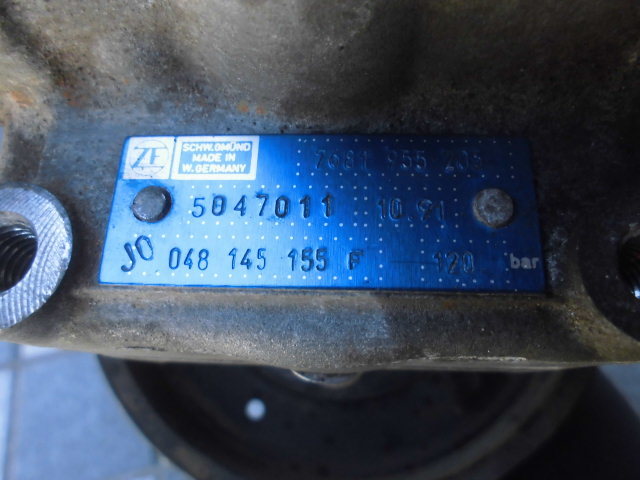 ZF
SCHW.GMÜND
MADE IN
W.GERMANY
7681 955 203
5047011 10.91
JO 048 145 155 F 120 bar